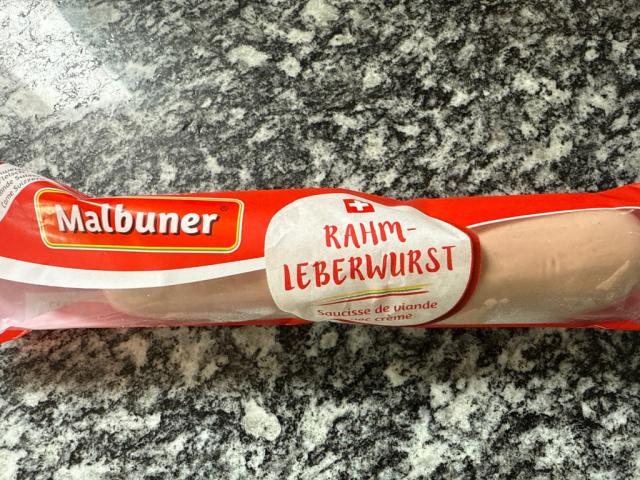 Malbuner
RAHM-
LEBERWURST
Saucisse de viande
crème